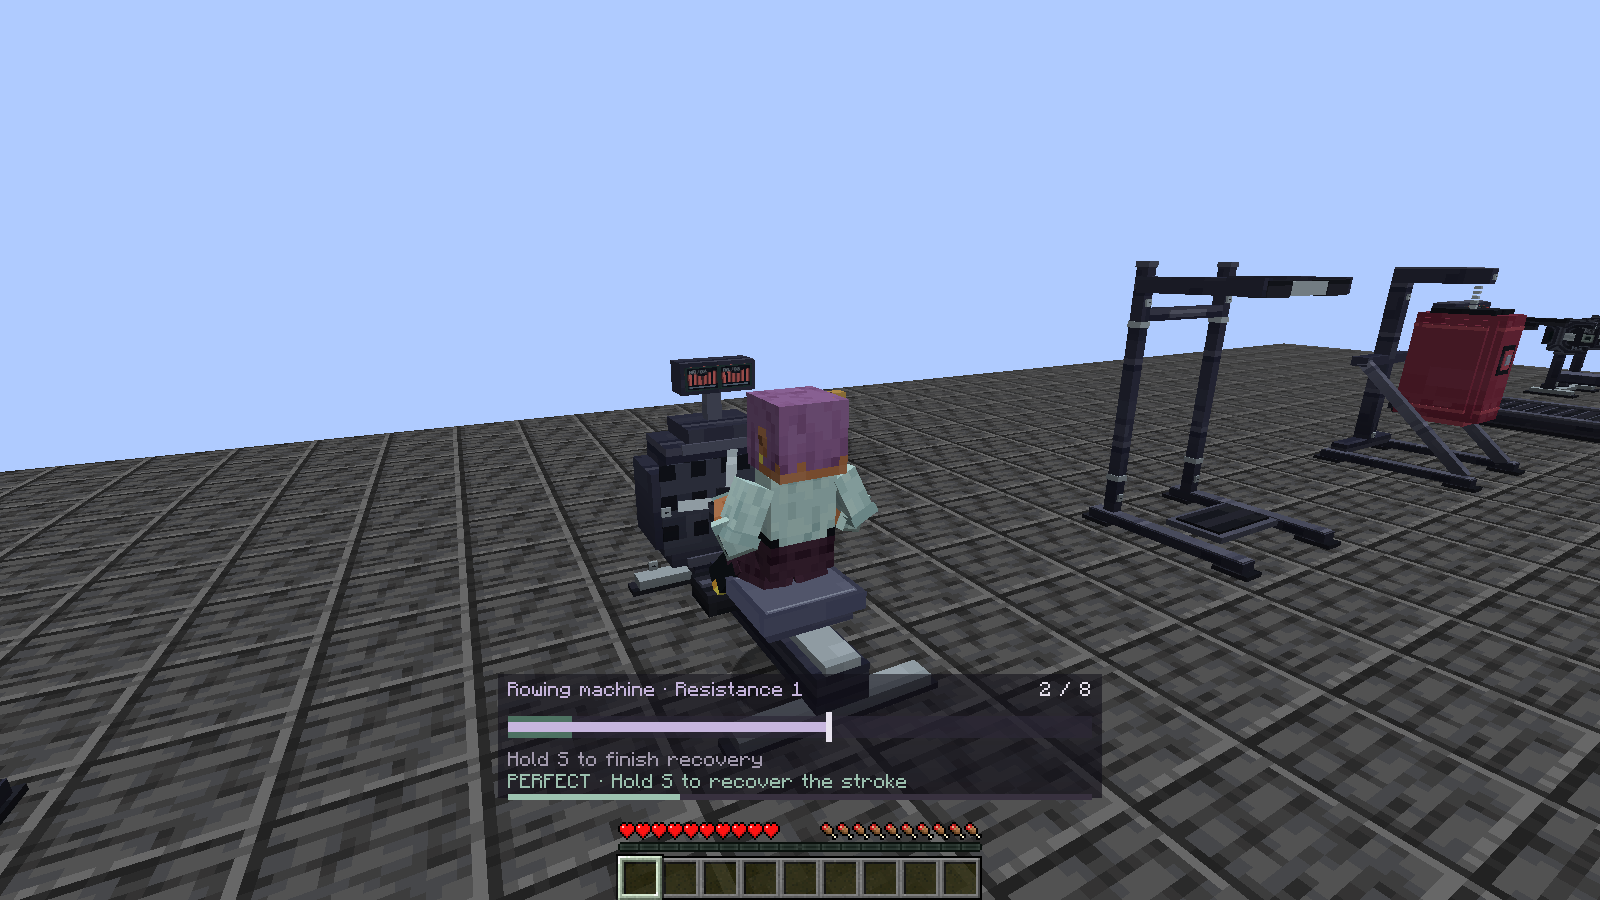 Rowing machine · Resistance 1
2 / 8
Hold S to finish recovery
PERFECT · Hold S to recover the stroke